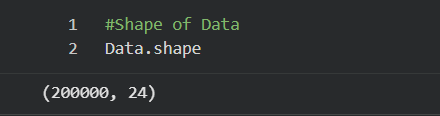 1 #Shape of Data
2 Data.shape
(200000, 24)